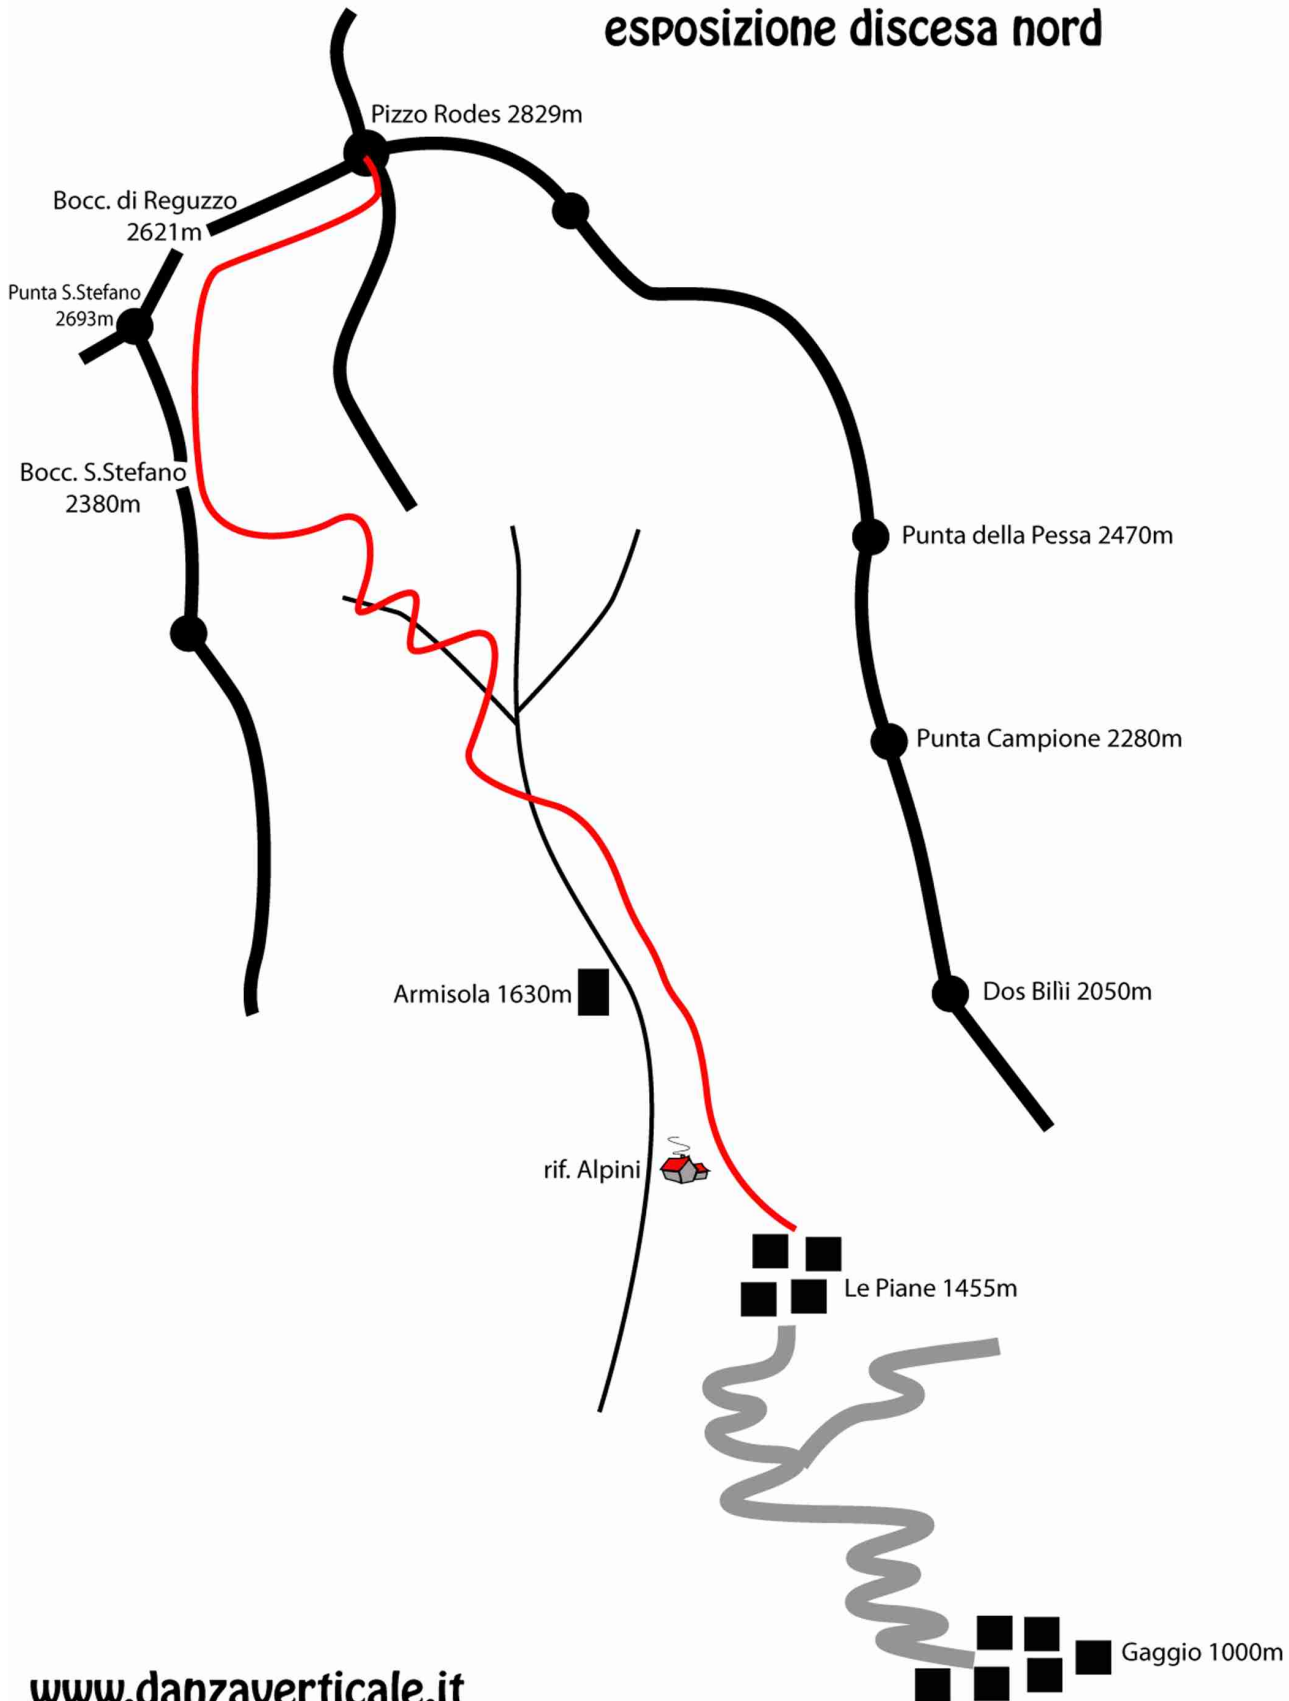 esposizione discesa nord
Pizzo Rodes 2829m
Bocc. di Reguzzo
2621m
Punta S.Stefano
2693m
Bocc. S.Stefano
2380m
Punta della Pessa 2470m
Punta Campione 2280m
Armisola 1630m
Dos Bilìi 2050m
rif. Alpini
Le Piane 1455m
Gaggio 1000m
www.danzaverticale.it